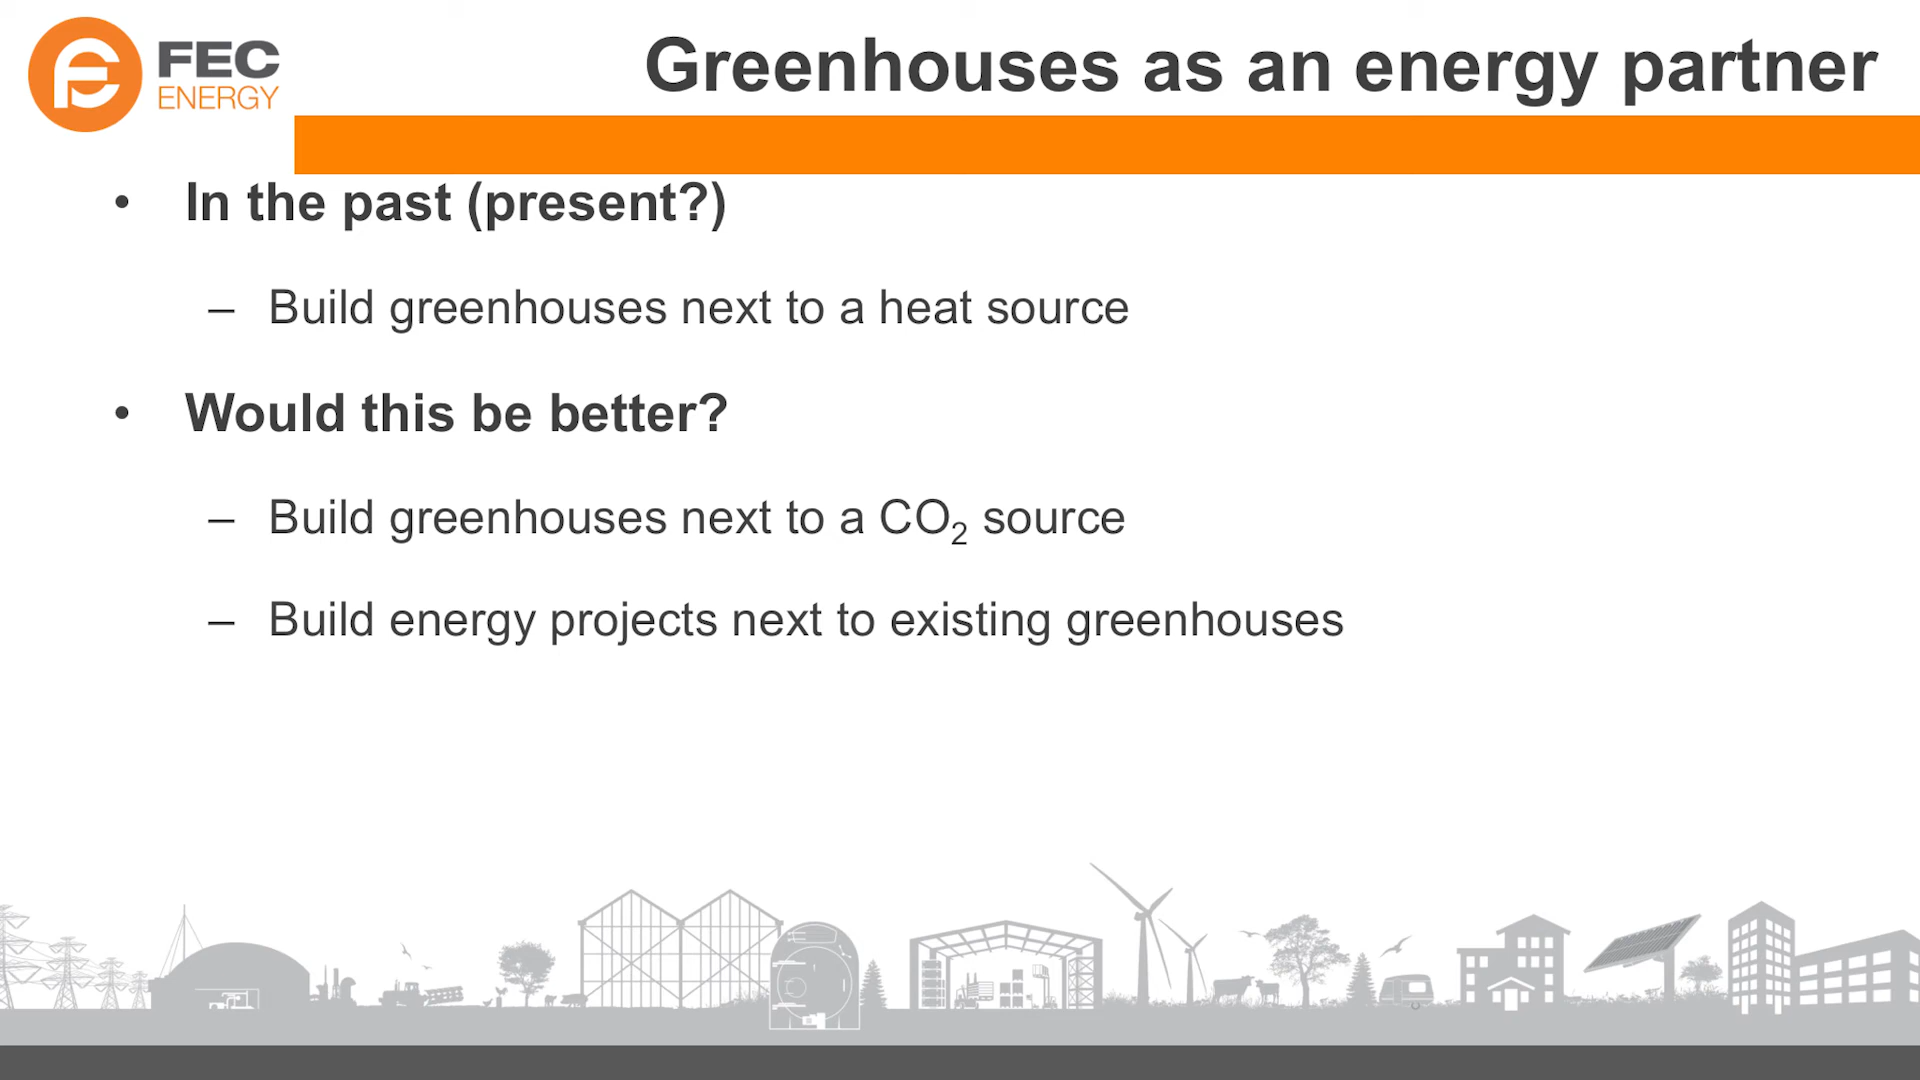 FEC
ENERGY
Greenhouses as an energy partner
• In the past (present?)
– Build greenhouses next to a heat source
• Would this be better?
– Build greenhouses next to a CO₂ source
– Build energy projects next to existing greenhouses